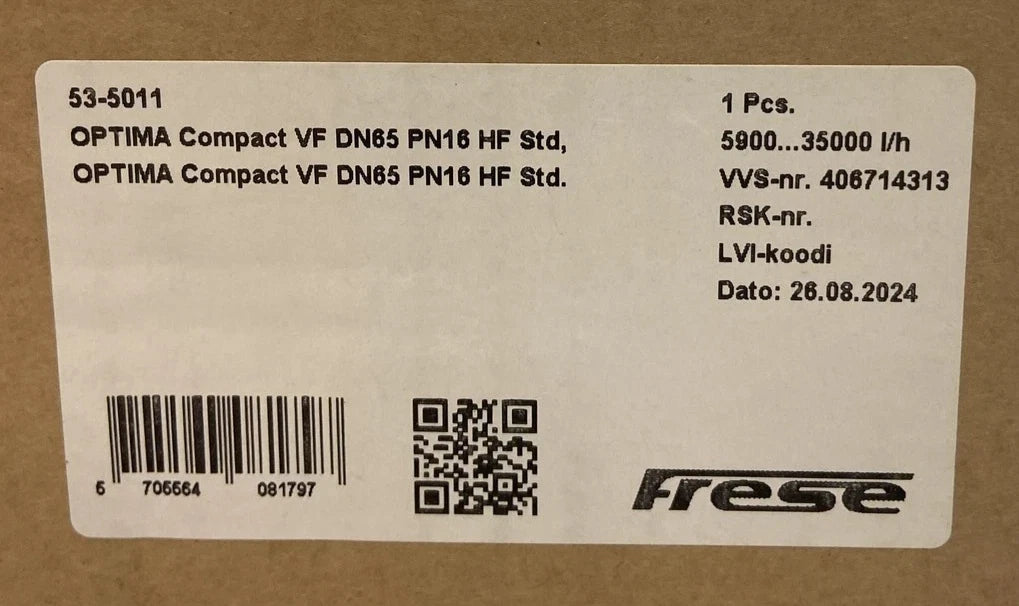 53-5011
OPTIMA Compact VF DN65 PN16 HF Std,
OPTIMA Compact VF DN65 PN16 HF Std.
1 Pcs.
5900...35000 l/h
VVS-nr. 406714313
RSK-nr.
LVI-koodi
Dato: 26.08.2024
5 705564 081797
Frese